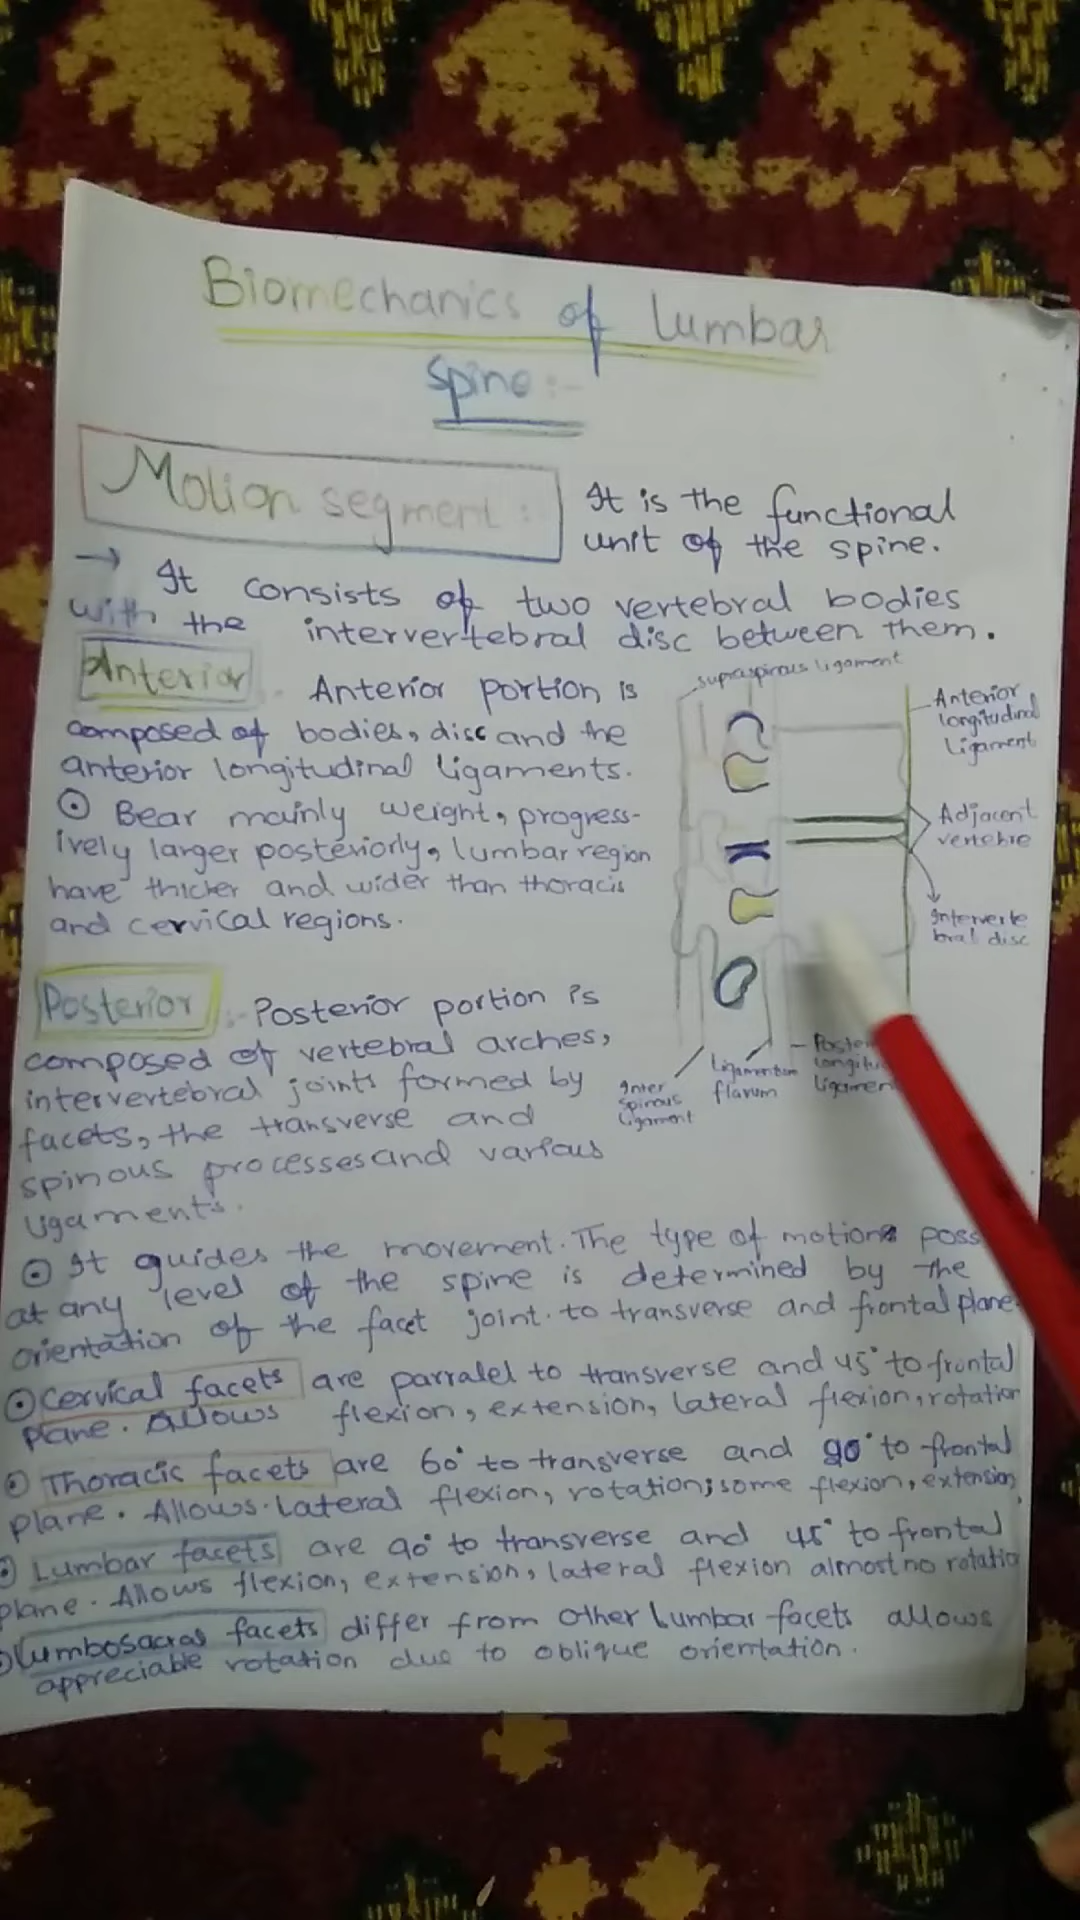 Biomechanics of Lumbar
Spine:-
Motion segment:
It is the functional
unit of the spine.
→ It consists of two vertebral bodies
with the intervertebral disc between them.
Anterior :- Anterior portion is
composed of bodies, disc and the
anterior longitudinal ligaments.
⊙ Bear mainly weight, progress-
ively larger posteriorly, lumbar region
have thicker and wider than thoracis
and cervical regions.
supraspinous ligament
Anterior
longitudinal
Ligament
Adjacent
vertebre
Interverte
bral disc
Inter
spinous
ligament
Ligamentum
flavum
Longitu
Ligamen
Posterior :- Posterior portion is
composed of vertebral arches,
intervertebral joints formed by
facets, the transverse and
spinous processes and various
ligaments.
⊙ It guides the movement. The type of motions poss
at any level of the spine is determined by the
orientation of the facet joint. to transverse and frontal plane
⊙ Cervical facets are parralel to transverse and 45° to frontal
plane. Allows flexion, extension, lateral flexion, rotation
⊙ Thoracic facets are 60° to transverse and 90° to frontal
plane. Allows lateral flexion, rotation; some flexion, extension
⊙ Lumbar facets are 90° to transverse and 45° to frontal
plane. Allows flexion, extension, lateral flexion almost no rotatio
⊙ Lumbosacral facets differ from other lumbar facets allows
appreciable rotation due to oblique orientation.